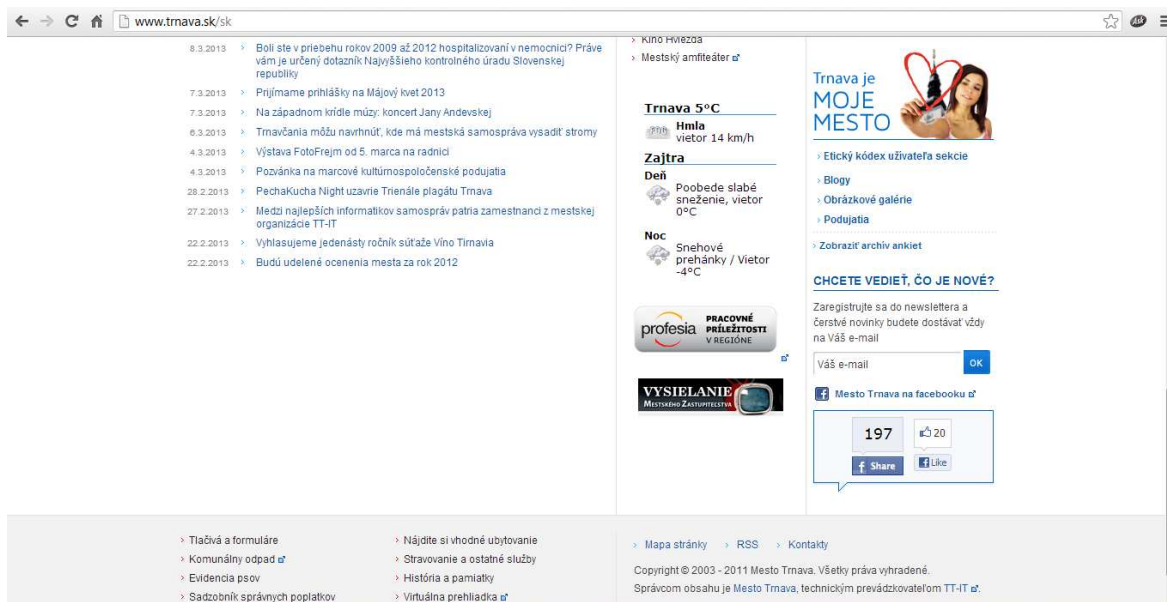 www.trnava.sk/sk
8.3.2013 Boli ste v priebehu rokov 2009 až 2012 hospitalizovaní v nemocnici? Práve
vám je určený dotazník Najvyššieho kontrolného úradu Slovenskej
republiky
7.3.2013 Prijímame prihlášky na Májový kvet 2013
7.3.2013 Na západnom krídle múzy: koncert Jany Andevskej
6.3.2013 Trnavčania môžu navrhnúť, kde má mestská samospráva vysadiť stromy
4.3.2013 Výstava FotoFrejm od 5. marca na radnici
4.3.2013 Pozvánka na marcové kultúrnospoločenské podujatia
28.2.2013 PechaKucha Night uzavrie Trienále plagátu Trnava
27.2.2013 Medzi najlepších informatikov samospráv patria zamestnanci z mestskej
organizácie TT-IT
22.2.2013 Vyhlasujeme jedenásty ročník súťaže Víno Tirnavia
22.2.2013 Budú udelené ocenenia mesta za rok 2012
Kino Hviezda
Mestský amfiteáter
Trnava 5°C
Hmla
vietor 14 km/h
Zajtra
Deň
Poobede slabé
sneženie, vietor
0°C
Noc
Snehové
prehánky / Vietor
-4°C
profesia PRACOVNÉ
PRÍLEŽITOSTI
V REGIÓNE
VYSIELANIE
MESTSKÉHO ZASTUPITEĽSTVA
Trnava je
MOJE
MESTO
Etický kódex užívateľa sekcie
Blogy
Obrázkové galérie
Podujatia
Zobraziť archív ankiet
CHCETE VEDIEŤ, ČO JE NOVÉ?
Zaregistrujte sa do newslettera a
čerstvé novinky budete dostávať vždy
na Váš e-mail
Váš e-mail OK
Mesto Trnava na facebooku
197 20
Share Like
Tlačivá a formuláre
Komunálny odpad
Evidencia psov
Sadzobník správnych poplatkov
Nájdite si vhodné ubytovanie
Stravovanie a ostatné služby
História a pamiatky
Virtuálna prehliadka
Mapa stránky RSS Kontakty
Copyright © 2003 - 2011 Mesto Trnava. Všetky práva vyhradené.
Správcom obsahu je Mesto Trnava, technickým prevádzkovateľom TT-IT.